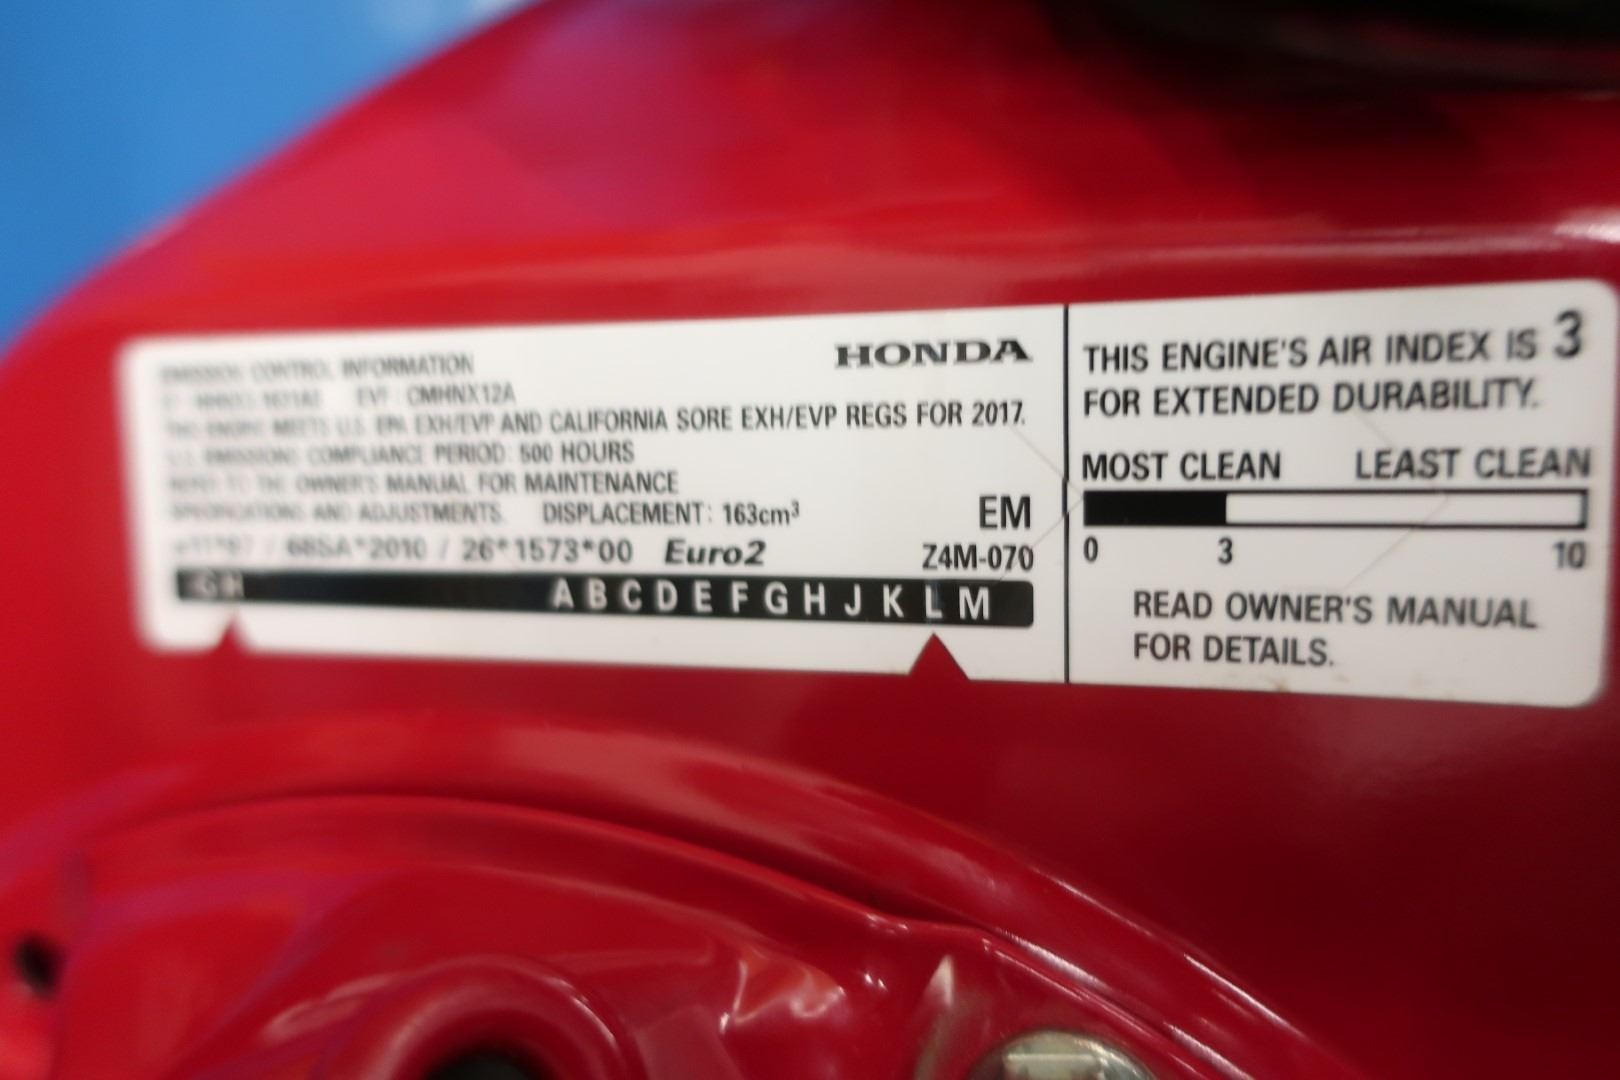 EMISSION CONTROL INFORMATION
HONDA
EVF : CMHNX12A
THIS ENGINE MEETS U.S. EPA EXH/EVP AND CALIFORNIA SORE EXH/EVP REGS FOR 2017.
U.S. EMISSIONS COMPLIANCE PERIOD: 500 HOURS
REFER TO THE OWNER'S MANUAL FOR MAINTENANCE
SPECIFICATIONS AND ADJUSTMENTS. DISPLACEMENT: 163cm³
EM
/ 68SA*2010 / 26*1573*00 Euro2
Z4M-070
GH A B C D E F G H J K L M
THIS ENGINE'S AIR INDEX IS 3
FOR EXTENDED DURABILITY.
MOST CLEAN LEAST CLEAN
0 3 10
READ OWNER'S MANUAL
FOR DETAILS.